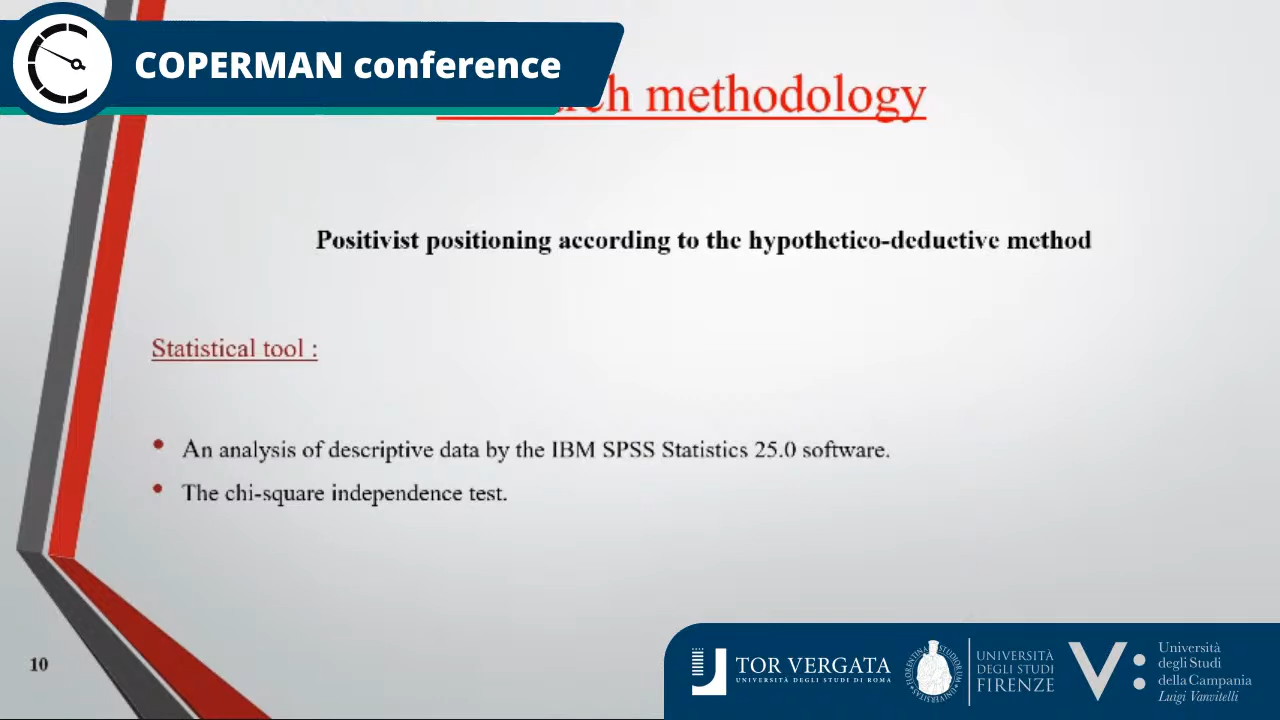 COPERMAN conference
methodology
Positivist positioning according to the hypothetico-deductive method
Statistical tool :
• An analysis of descriptive data by the IBM SPSS Statistics 25.0 software.
• The chi-square independence test.
10
TOR VERGATA
UNIVERSITÀ DEGLI STUDI DI ROMA
UNIVERSITÀ
DEGLI STUDI
FIRENZE
Università
degli Studi
della Campania
Luigi Vanvitelli